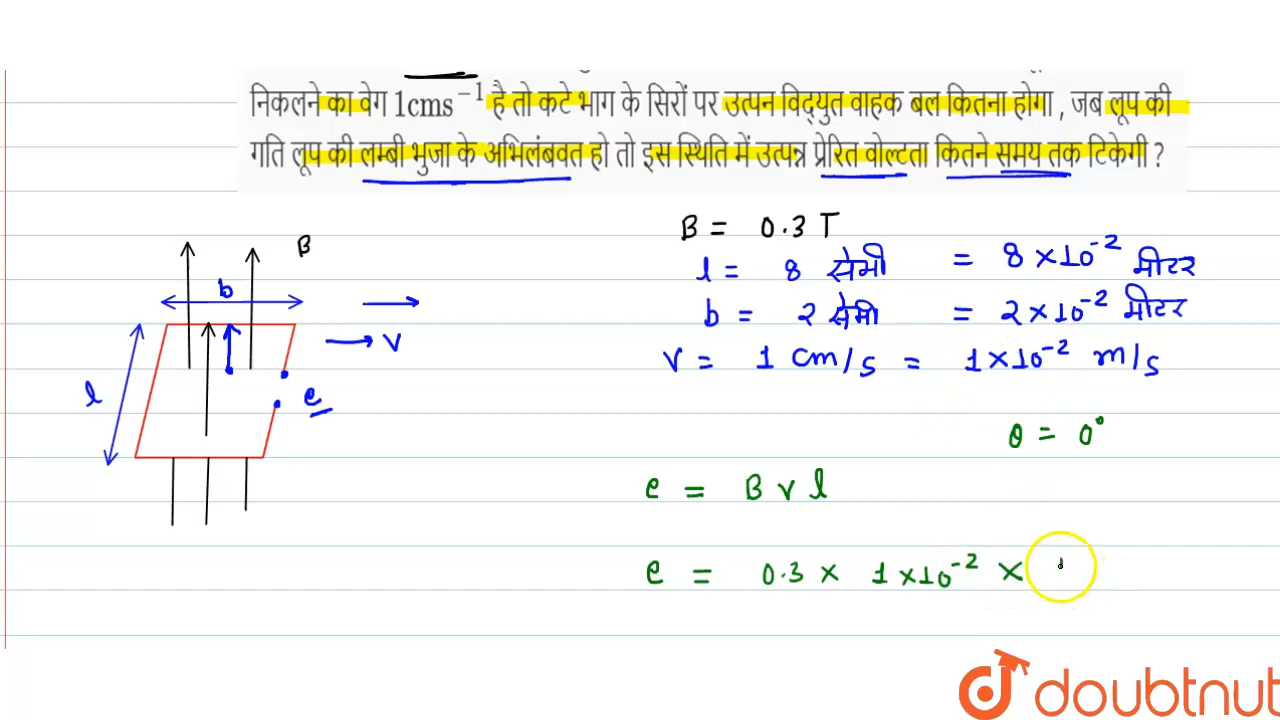 निकलने का वेग 1cms⁻¹ है तो कटे भाग के सिरों पर उत्पन विद्युत वाहक बल कितना होगा , जब लूप की
गति लूप की लम्बी भुजा के अभिलंबवत हो तो इस स्थिति में उत्पन्न प्रेरित वोल्टता कितने समय तक टिकेगी ?
B
b
V
l
e
B = 0.3 T
l = 8 सेमी = 8 × 10⁻² मीटर
b = 2 सेमी = 2 × 10⁻² मीटर
v = 1 cm/s = 1 × 10⁻² m/s
θ = 0°
e = B v l
e = 0.3 × 1 × 10⁻² ×
doubtnut